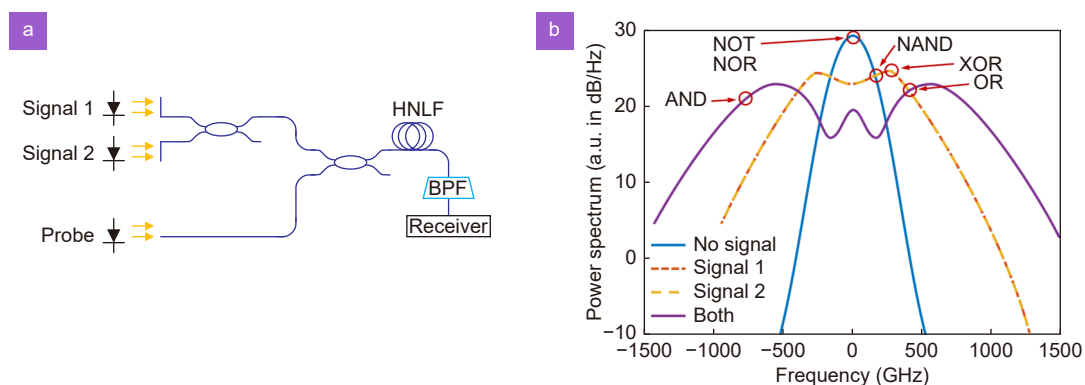 a
Signal 1
Signal 2
Probe
HNLF
BPF
Receiver
b
Power spectrum (a.u. in dB/Hz)
30
20
10
0
−10
NOT
NOR
NAND
XOR
OR
AND
No signal
Signal 1
Signal 2
Both
−1500 −1000 −500 0 500 1000 1500
Frequency (GHz)